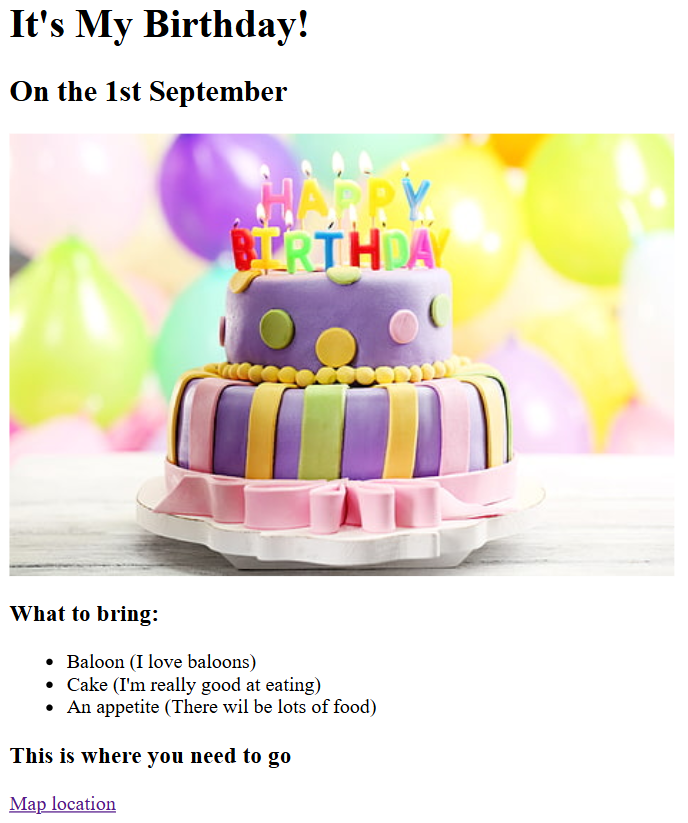 It's My Birthday!
On the 1st September
HAPPY
BIRTHDAY
What to bring:
Baloon (I love baloons)
Cake (I'm really good at eating)
An appetite (There wil be lots of food)
This is where you need to go
Map location